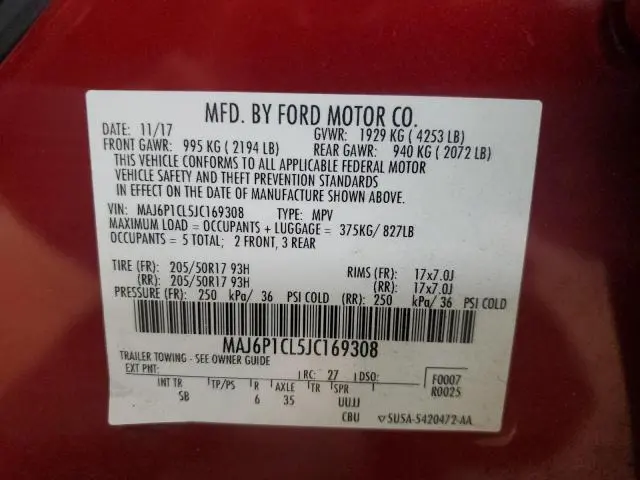 MFD. BY FORD MOTOR CO.
DATE: 11/17 GVWR: 1929 KG (4253 LB)
FRONT GAWR: 995 KG (2194 LB) REAR GAWR: 940 KG (2072 LB)
THIS VEHICLE CONFORMS TO ALL APPLICABLE FEDERAL MOTOR
VEHICLE SAFETY AND THEFT PREVENTION STANDARDS
IN EFFECT ON THE DATE OF MANUFACTURE SHOWN ABOVE.
VIN: MAJ6P1CL5JC169308 TYPE: MPV
MAXIMUM LOAD = OCCUPANTS + LUGGAGE = 375KG/ 827LB
OCCUPANTS = 5 TOTAL; 2 FRONT, 3 REAR
TIRE (FR): 205/50R17 93H RIMS (FR): 17x7.0J
(RR): 205/50R17 93H (RR): 17x7.0J
PRESSURE (FR): 250 kPa/ 36 PSI COLD (RR): 250 kPa/ 36 PSI COLD
MAJ6P1CL5JC169308
TRAILER TOWING - SEE OWNER GUIDE
EXT PNT: RC: 27 DSO: F0007
R0025
INT TR TP/PS R AXLE TR SPR
SB 6 35 UUJJ
CBU ▽SU5A-5420472-AA